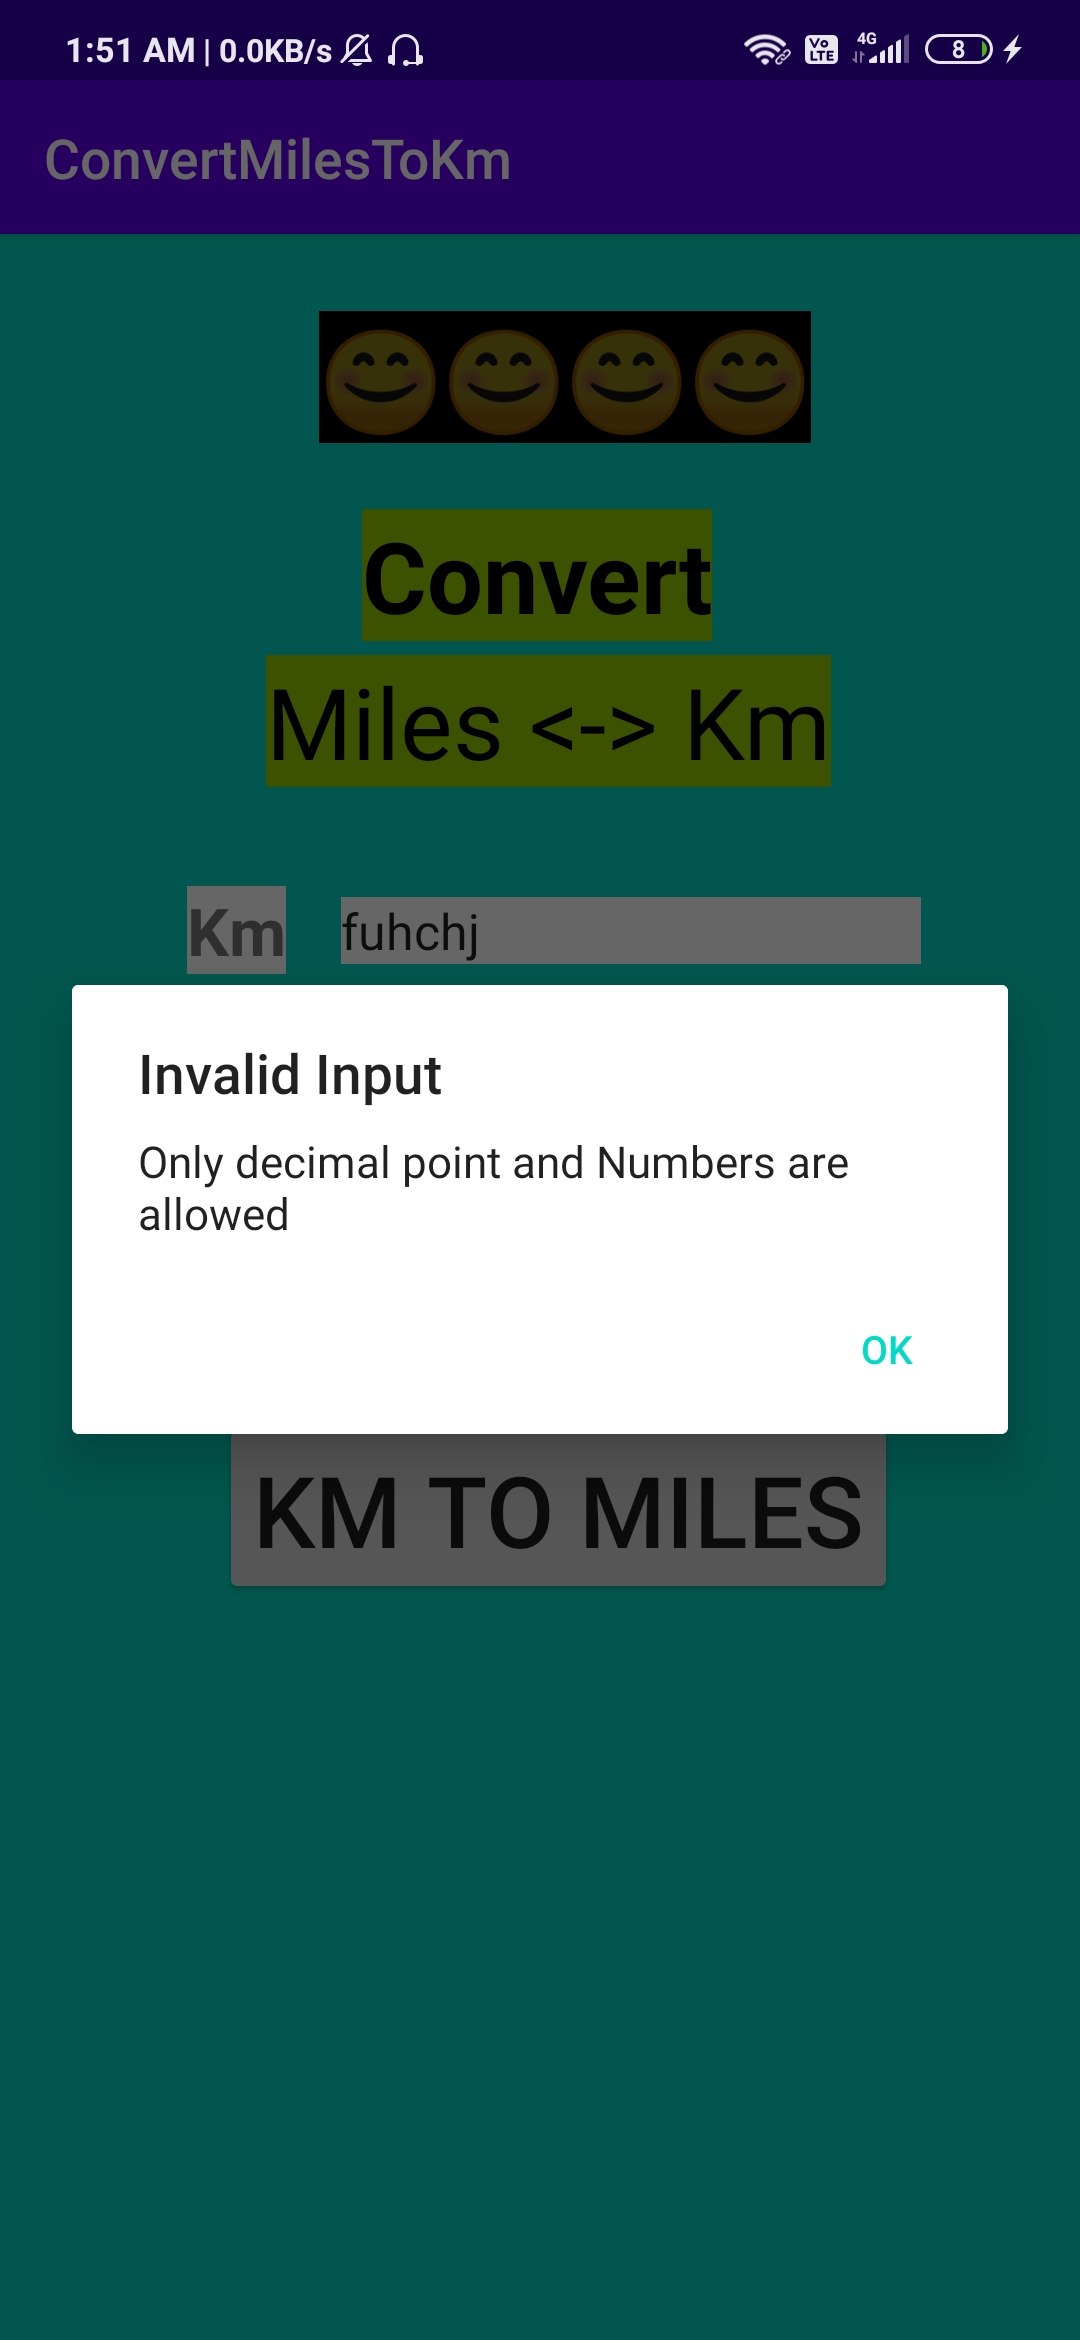 1:51 AM | 0.0KB/s
Vo LTE 4G 8
ConvertMilesToKm
😊😊😊😊
Convert
Miles <-> Km
Km fuhchj
Invalid Input
Only decimal point and Numbers are
allowed
OK
KM TO MILES